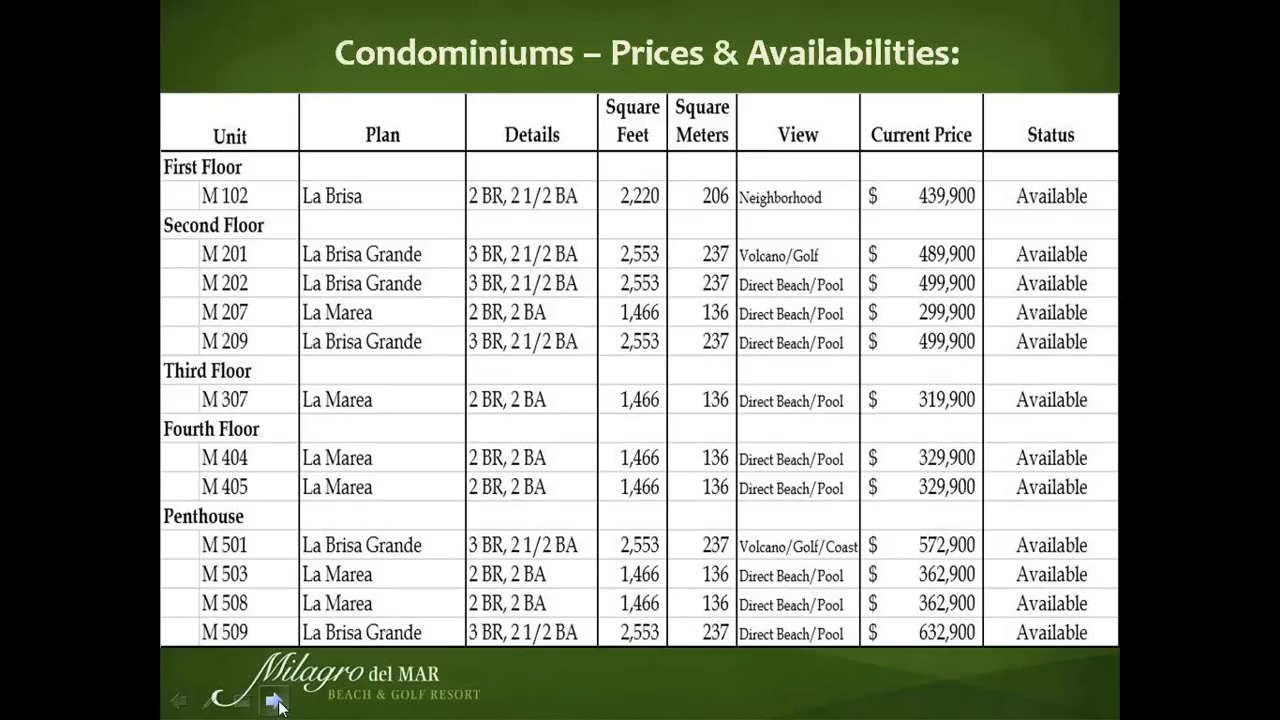 Condominiums – Prices & Availabilities:
Unit Plan Details Square Feet Square Meters View Current Price Status
First Floor
M 102 La Brisa 2 BR, 2 1/2 BA 2,220 206 Neighborhood $ 439,900 Available
Second Floor
M 201 La Brisa Grande 3 BR, 2 1/2 BA 2,553 237 Volcano/Golf $ 489,900 Available
M 202 La Brisa Grande 3 BR, 2 1/2 BA 2,553 237 Direct Beach/Pool $ 499,900 Available
M 207 La Marea 2 BR, 2 BA 1,466 136 Direct Beach/Pool $ 299,900 Available
M 209 La Brisa Grande 3 BR, 2 1/2 BA 2,553 237 Direct Beach/Pool $ 499,900 Available
Third Floor
M 307 La Marea 2 BR, 2 BA 1,466 136 Direct Beach/Pool $ 319,900 Available
Fourth Floor
M 404 La Marea 2 BR, 2 BA 1,466 136 Direct Beach/Pool $ 329,900 Available
M 405 La Marea 2 BR, 2 BA 1,466 136 Direct Beach/Pool $ 329,900 Available
Penthouse
M 501 La Brisa Grande 3 BR, 2 1/2 BA 2,553 237 Volcano/Golf/Coast $ 572,900 Available
M 503 La Marea 2 BR, 2 BA 1,466 136 Direct Beach/Pool $ 362,900 Available
M 508 La Marea 2 BR, 2 BA 1,466 136 Direct Beach/Pool $ 362,900 Available
M 509 La Brisa Grande 3 BR, 2 1/2 BA 2,553 237 Direct Beach/Pool $ 632,900 Available
Milagro del MAR
BEACH & GOLF RESORT